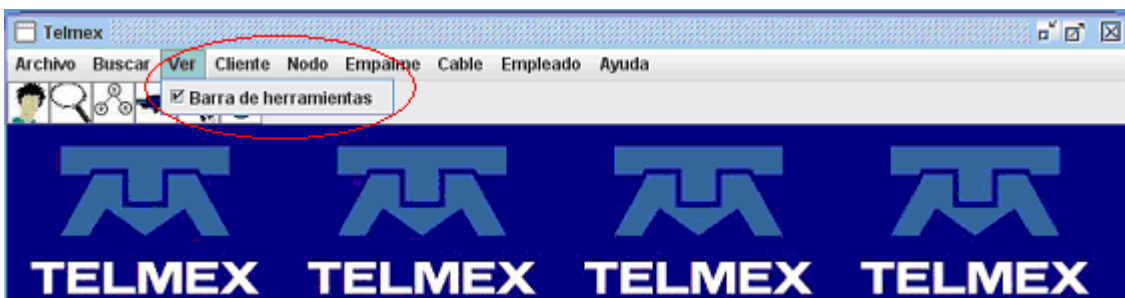 Telmex
Archivo Buscar Ver Cliente Nodo Empalme Cable Empleado Ayuda
Barra de herramientas
TELMEX TELMEX TELMEX TELMEX